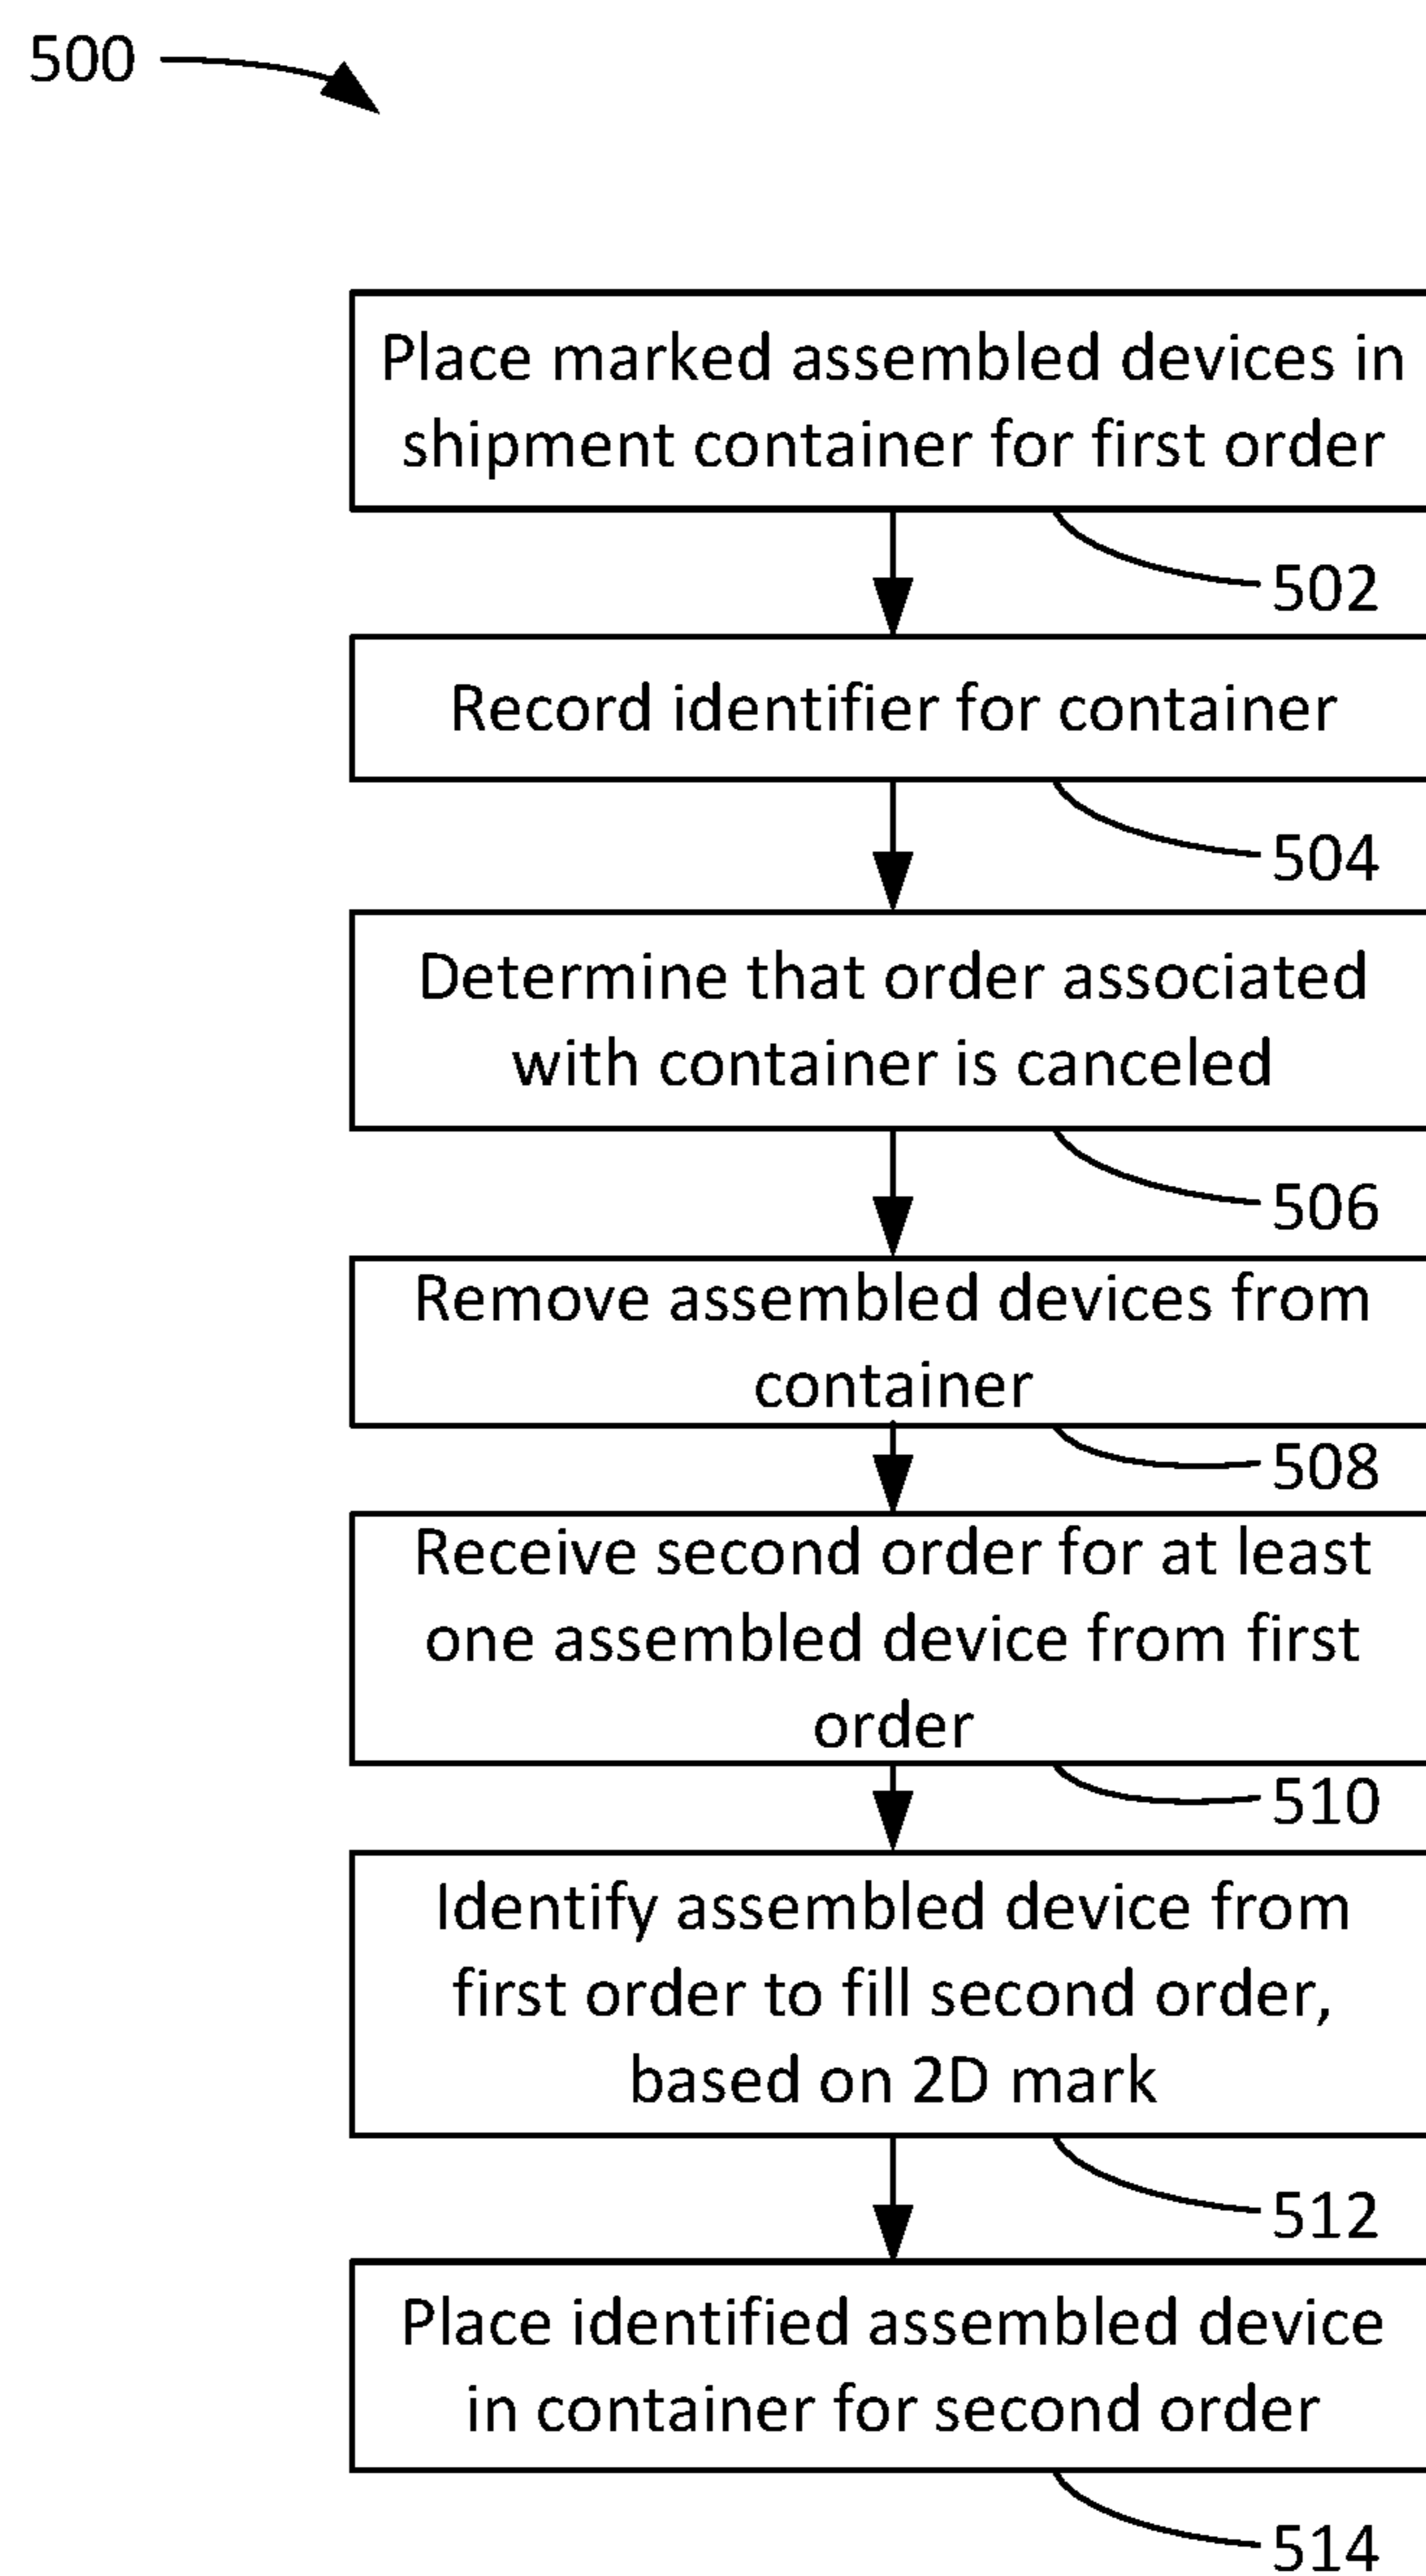 500
Place marked assembled devices in
shipment container for first order
502
Record identifier for container
504
Determine that order associated
with container is canceled
506
Remove assembled devices from
container
508
Receive second order for at least
one assembled device from first
order
510
Identify assembled device from
first order to fill second order,
based on 2D mark
512
Place identified assembled device
in container for second order
514